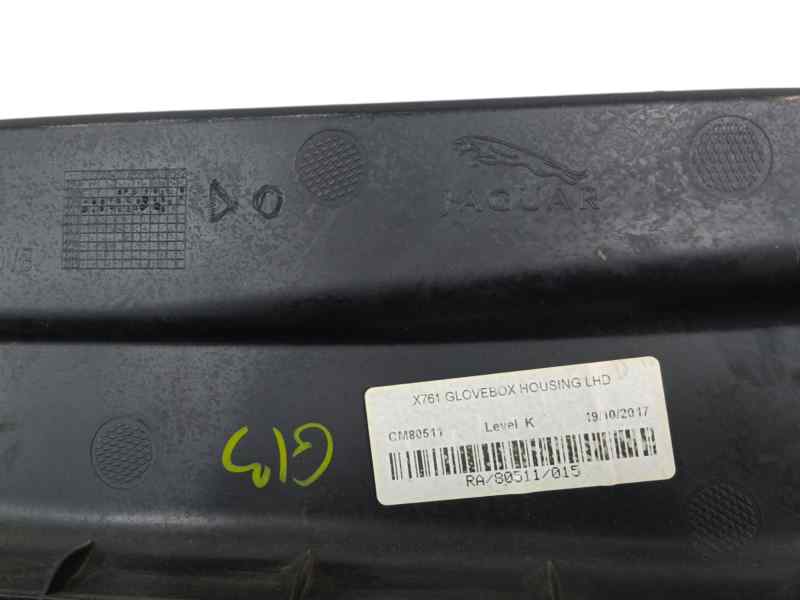 JAGUAR
X761 GLOVEBOX HOUSING LHD
CM80511 Level K 19/10/2017
RA/80511/015
G13